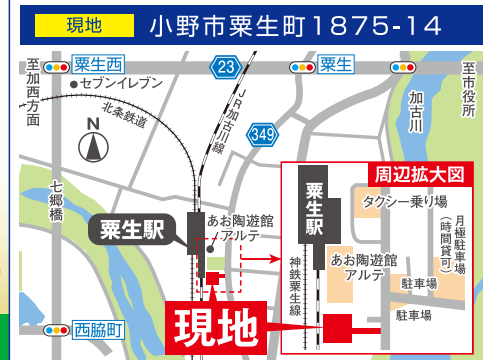 現地 小野市粟生町1875-14
至加西方面
粟生西
セブンイレブン
北条鉄道
23
JR加古川線
349
粟生
加古川
至市役所
N
七郷橋
粟生駅
あお陶遊館
アルテ
西脇町
現地
周辺拡大図
粟生駅
タクシー乗り場
月極駐車場
(時間貸可)
あお陶遊館
アルテ
神鉄粟生線
駐車場
駐車場